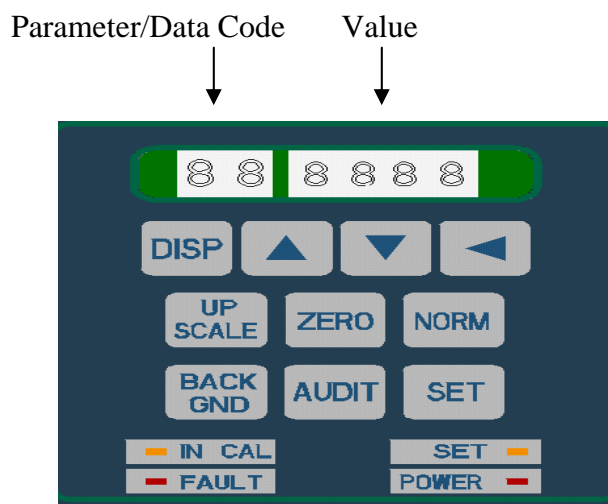 Parameter/Data Code Value
88 8888
DISP
UP SCALE ZERO NORM
BACK GND AUDIT SET
IN CAL SET
FAULT POWER